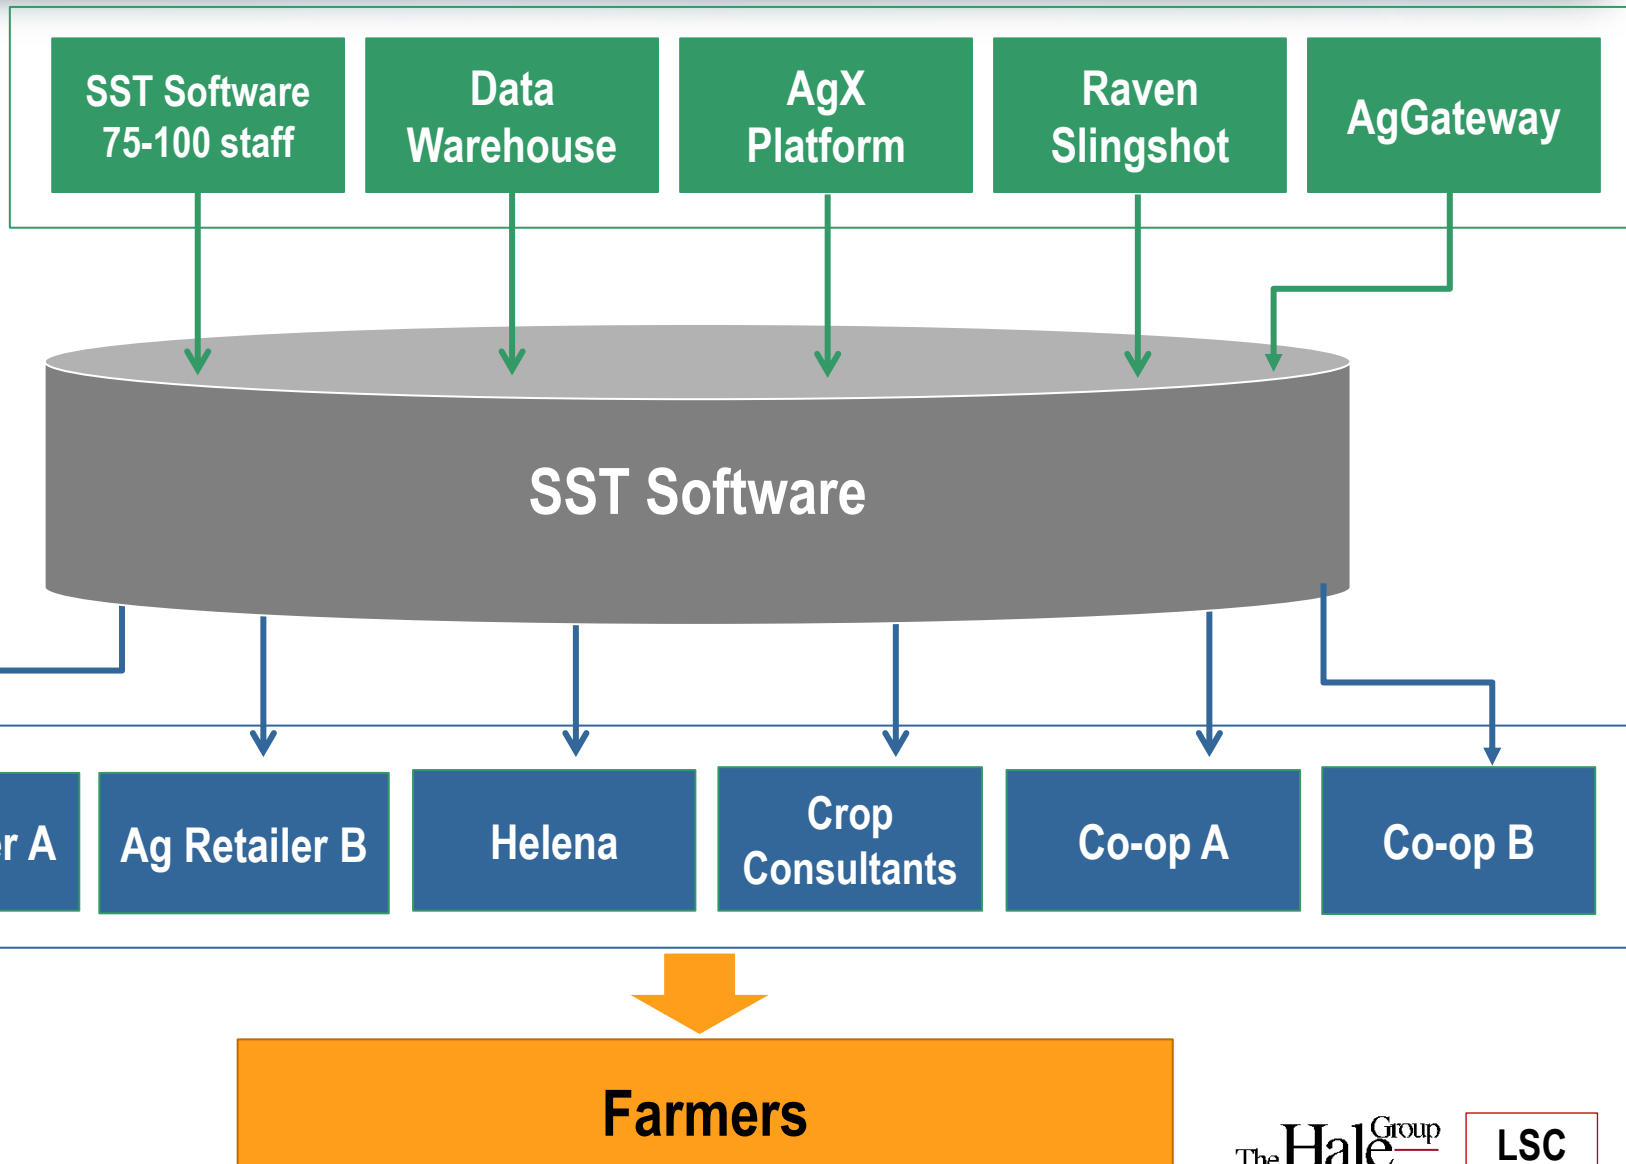 SST Software
75-100 staff
Data
Warehouse
AgX
Platform
Raven
Slingshot
AgGateway
SST Software
er A
Ag Retailer B
Helena
Crop
Consultants
Co-op A
Co-op B
Farmers
The Hale Group
LSC